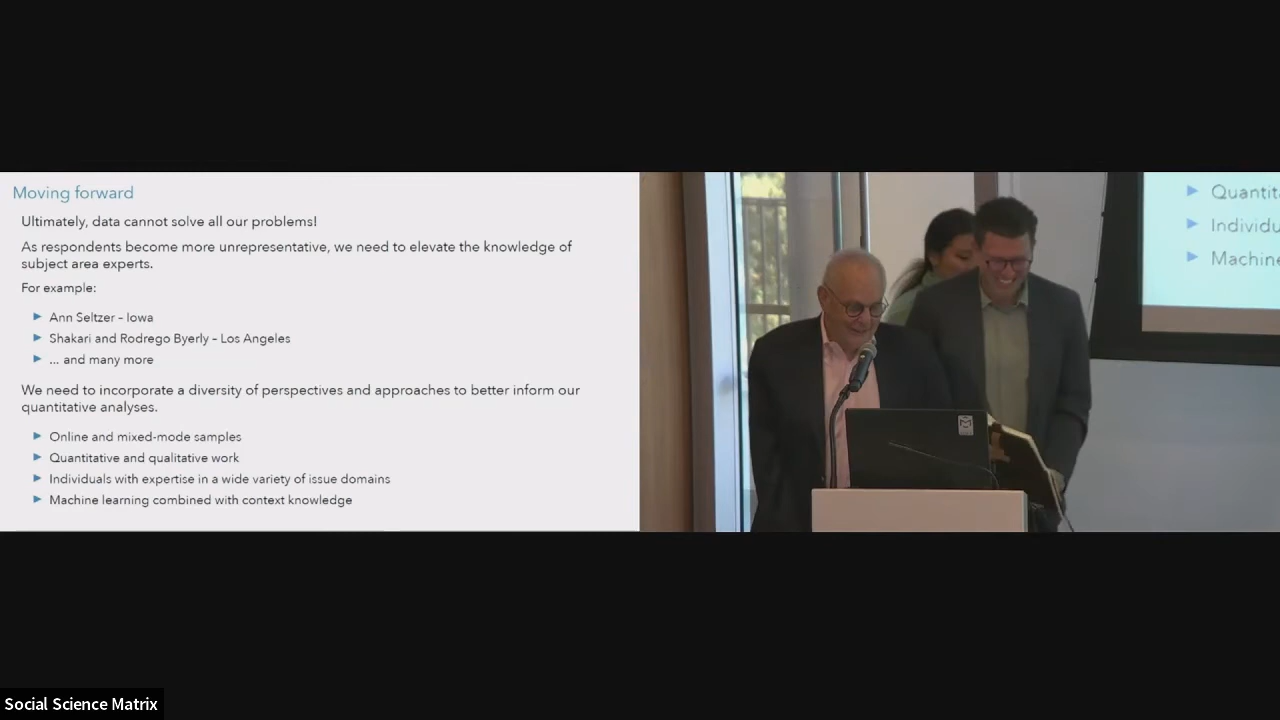 Moving forward
Ultimately, data cannot solve all our problems!
As respondents become more unrepresentative, we need to elevate the knowledge of
subject area experts.
For example:
► Ann Seltzer – Iowa
► Shakari and Rodrego Byerly – Los Angeles
► ... and many more
We need to incorporate a diversity of perspectives and approaches to better inform our
quantitative analyses.
► Online and mixed-mode samples
► Quantitative and qualitative work
► Individuals with expertise in a wide variety of issue domains
► Machine learning combined with context knowledge
► Quantit
► Individu
► Machine
Social Science Matrix